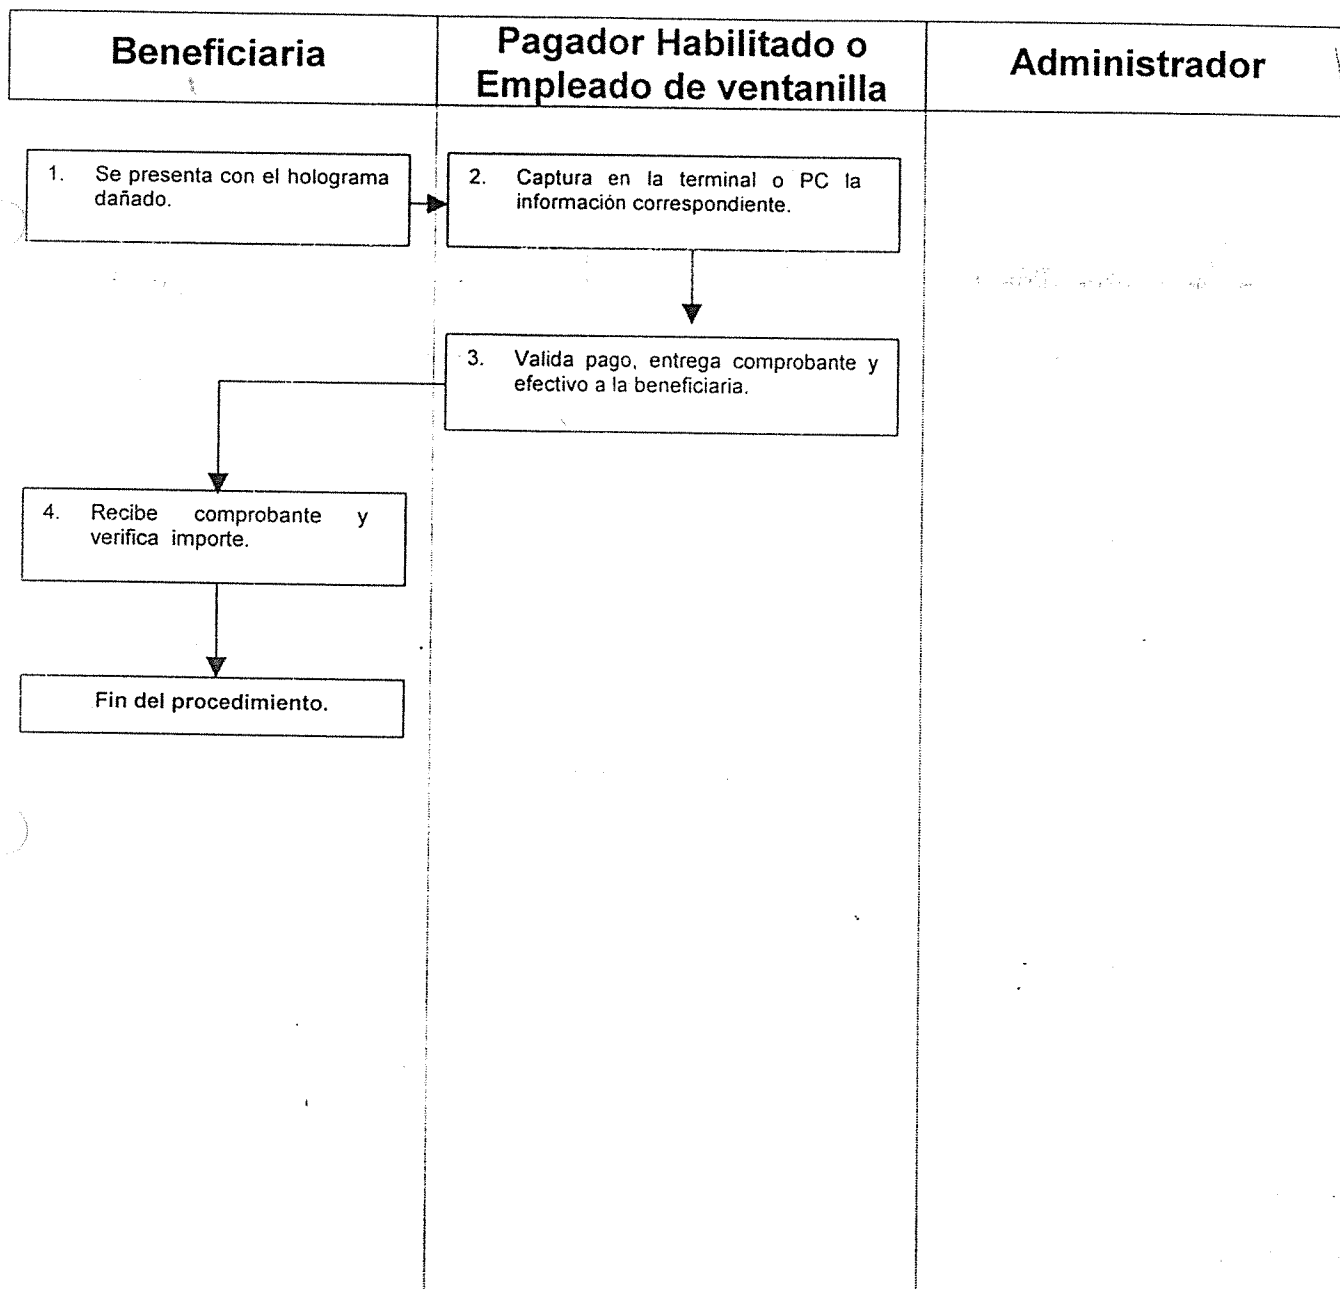 Beneficiaria
Pagador Habilitado o
Empleado de ventanilla
Administrador
1. Se presenta con el holograma
dañado.
2. Captura en la terminal o PC la
información correspondiente.
3. Valida pago, entrega comprobante y
efectivo a la beneficiaria.
4. Recibe comprobante y
verifica importe.
Fin del procedimiento.